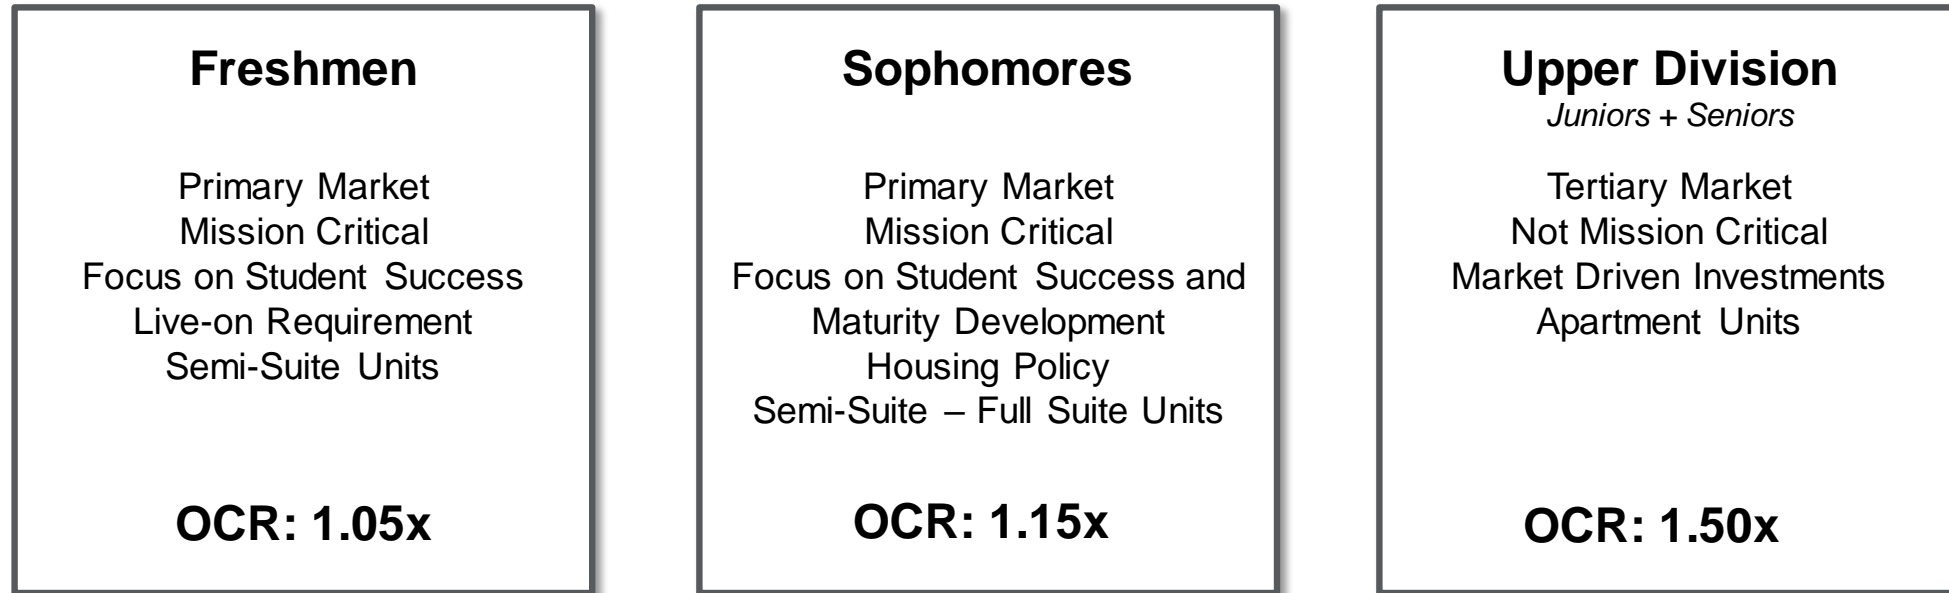 Freshmen
Primary Market
Mission Critical
Focus on Student Success
Live-on Requirement
Semi-Suite Units
OCR: 1.05x
Sophomores
Primary Market
Mission Critical
Focus on Student Success and
Maturity Development
Housing Policy
Semi-Suite – Full Suite Units
OCR: 1.15x
Upper Division
Juniors + Seniors
Tertiary Market
Not Mission Critical
Market Driven Investments
Apartment Units
OCR: 1.50x